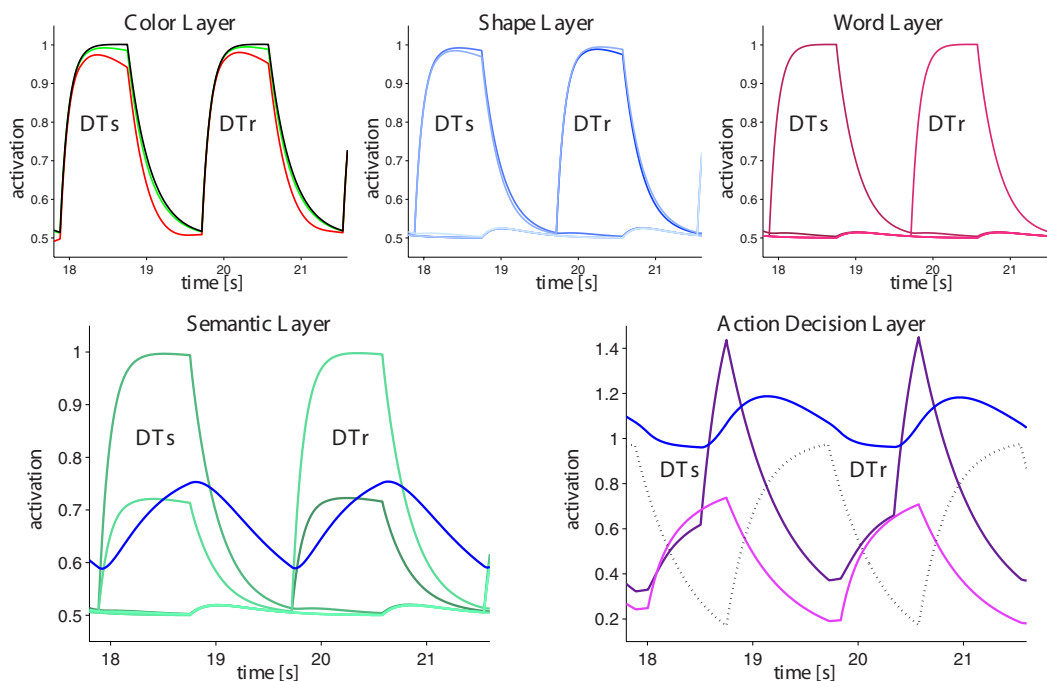 Color Layer
1
0.9
0.8
0.7
0.6
0.5
activation
DTs
DTr
18
19
20
21
time [s]
Shape Layer
1
0.9
0.8
0.7
0.6
0.5
activation
DTs
DTr
18
19
20
21
time [s]
Word Layer
1
0.9
0.8
0.7
0.6
0.5
activation
DTs
DTr
18
19
20
21
time [s]
Semantic Layer
1
0.9
0.8
0.7
0.6
0.5
activation
DTs
DTr
18
19
20
21
time [s]
Action Decision Layer
1.4
1.2
1
0.8
0.6
0.4
0.2
activation
DTs
DTr
18
19
20
21
time [s]